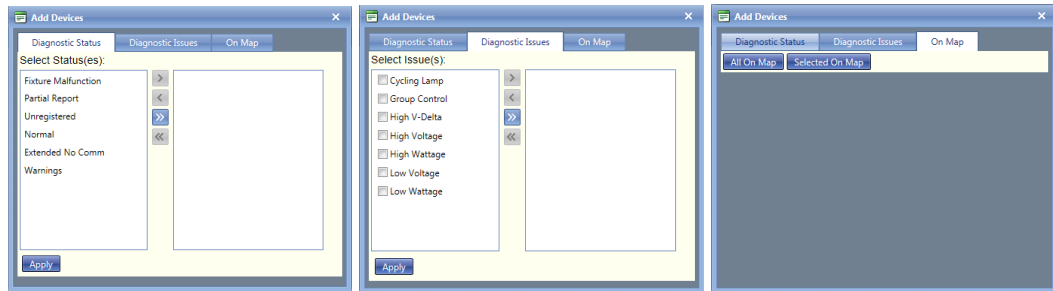 Add Devices
Diagnostic Status Diagnostic Issues On Map
Select Status(es):
Fixture Malfunction
Partial Report
Unregistered
Normal
Extended No Comm
Warnings
Apply
Add Devices
Diagnostic Status Diagnostic Issues On Map
Select Issue(s):
Cycling Lamp
Group Control
High V-Delta
High Voltage
High Wattage
Low Voltage
Low Wattage
Apply
Add Devices
Diagnostic Status Diagnostic Issues On Map
All On Map Selected On Map